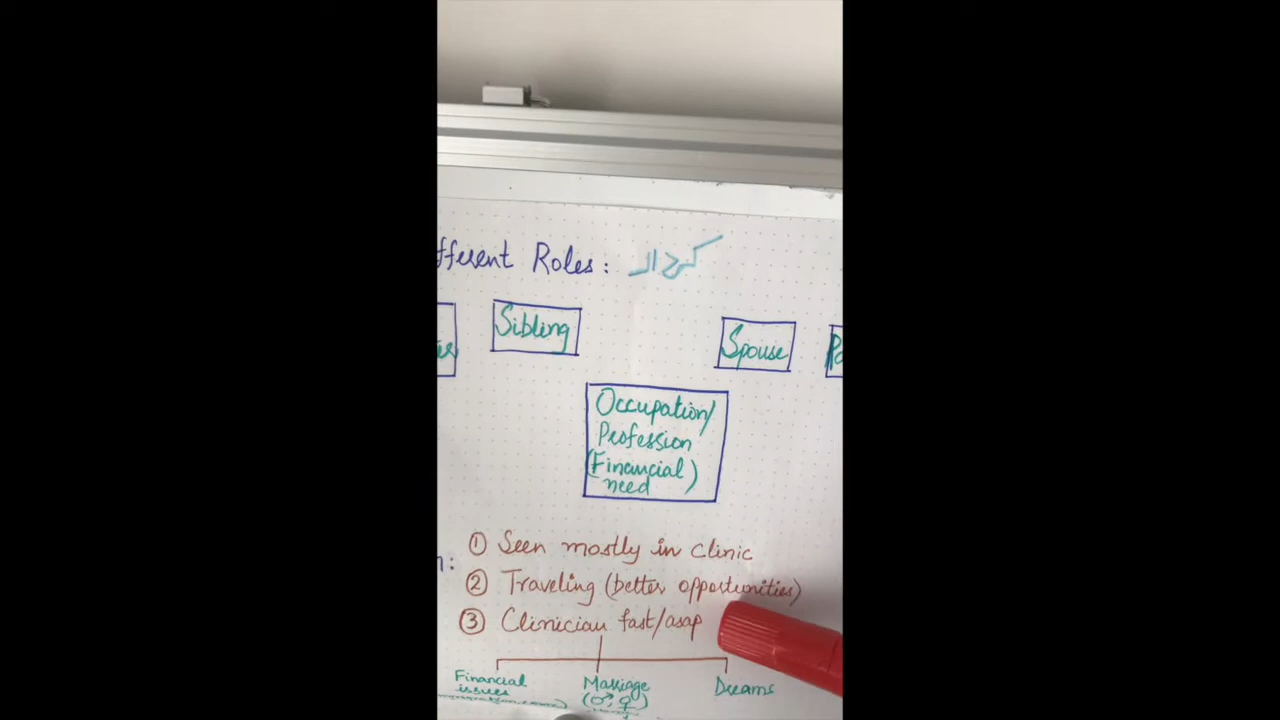 fferent Roles: کردار
Sibling
Spouse
Occupation/
Profession
(Financial)
need
① Seen mostly in clinic
② Traveling (better opportunities)
③ Clinician fast/asap
Financial
issues
Marriage
(♂, ♀)
Dreams